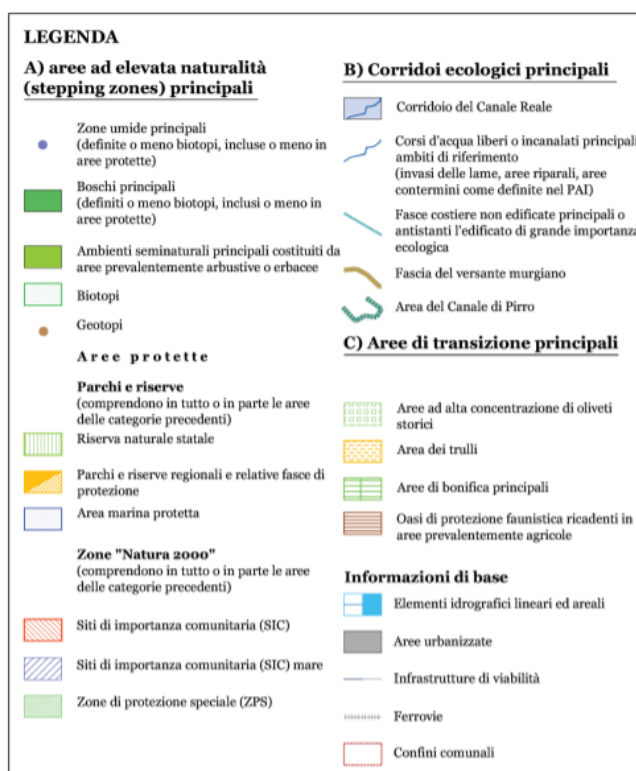 LEGENDA
A) aree ad elevata naturalità
(stepping zones) principali
Zone umide principali
(definite o meno biotopi, incluse o meno in
aree protette)
Boschi principali
(definiti o meno biotopi, inclusi o meno in
aree protette)
Ambienti seminaturali principali costituiti da
aree prevalentemente arbustive o erbacee
Biotopi
Geotopi
Aree protette
Parchi e riserve
(comprendono in tutto o in parte le aree
delle categorie precedenti)
Riserva naturale statale
Parchi e riserve regionali e relative fasce di
protezione
Area marina protetta
Zone "Natura 2000"
(comprendono in tutto o in parte le aree
delle categorie precedenti)
Siti di importanza comunitaria (SIC)
Siti di importanza comunitaria (SIC) mare
Zone di protezione speciale (ZPS)
B) Corridoi ecologici principali
Corridoio del Canale Reale
Corsi d'acqua liberi o incanalati principali
ambiti di riferimento
(invasi delle lame, aree riparali, aree
contermini come definite nel PAI)
Fasce costiere non edificate principali o
antistanti l'edificato di grande importanza
ecologica
Fascia del versante murgiano
Area del Canale di Pirro
C) Aree di transizione principali
Aree ad alta concentrazione di oliveti
storici
Area dei trulli
Aree di bonifica principali
Oasi di protezione faunistica ricadenti in
aree prevalentemente agricole
Informazioni di base
Elementi idrografici lineari ed areali
Aree urbanizzate
Infrastrutture di viabilità
Ferrovie
Confini comunali